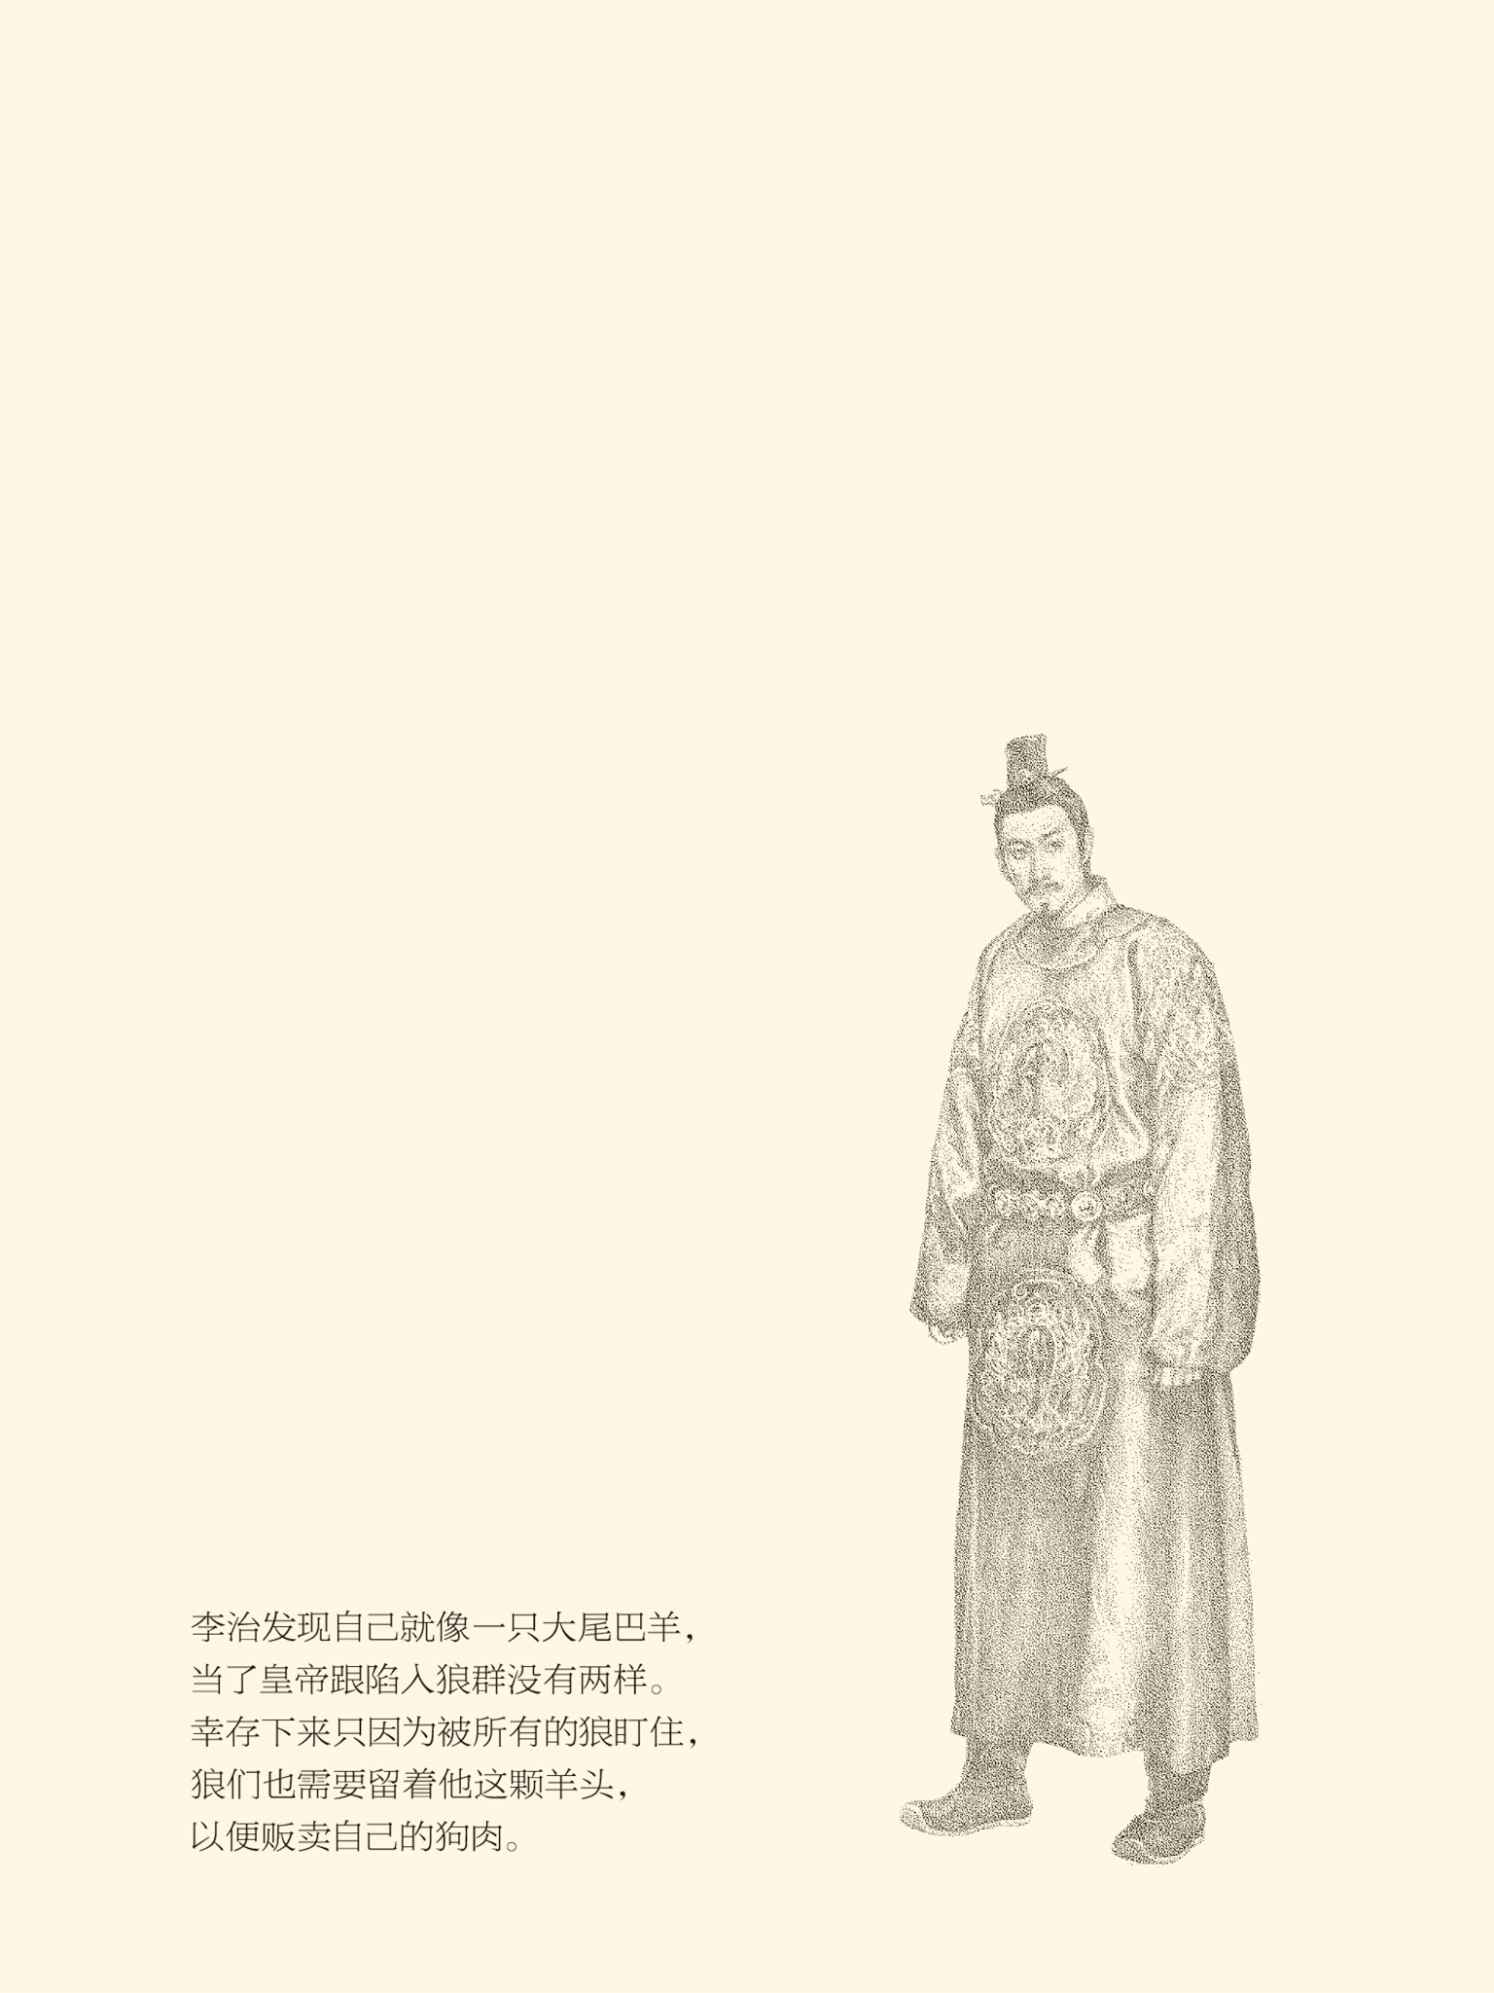 李治发现自己就像一只大尾巴羊，
当了皇帝跟陷入狼群没有两样。
幸存下来只因为被所有的狼盯住，
狼们也需要留着他这颗羊头，
以便贩卖自己的狗肉。